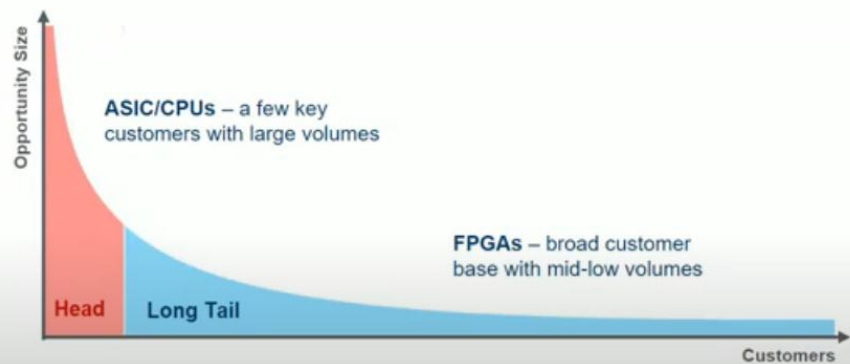 Opportunity Size
ASIC/CPUs – a few key
customers with large volumes
FPGAs – broad customer
base with mid-low volumes
Head
Long Tail
Customers